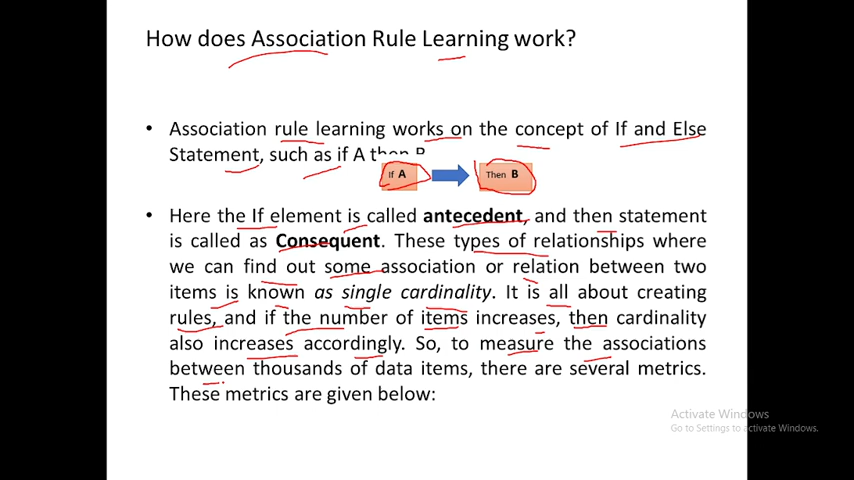 How does Association Rule Learning work?
• Association rule learning works on the concept of If and Else
Statement, such as if A then B.
If A
Then B
• Here the If element is called antecedent, and then statement
is called as Consequent. These types of relationships where
we can find out some association or relation between two
items is known as single cardinality. It is all about creating
rules, and if the number of items increases, then cardinality
also increases accordingly. So, to measure the associations
between thousands of data items, there are several metrics.
These metrics are given below:
Activate Windows
Go to Settings to activate Windows.